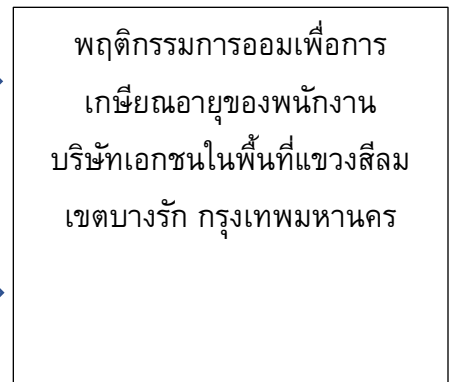 พฤติกรรมการออมเพื่อการ
เกษียณอายุของพนักงาน
บริษัทเอกชนในพื้นที่แขวงสีลม
เขตบางรัก กรุงเทพมหานคร